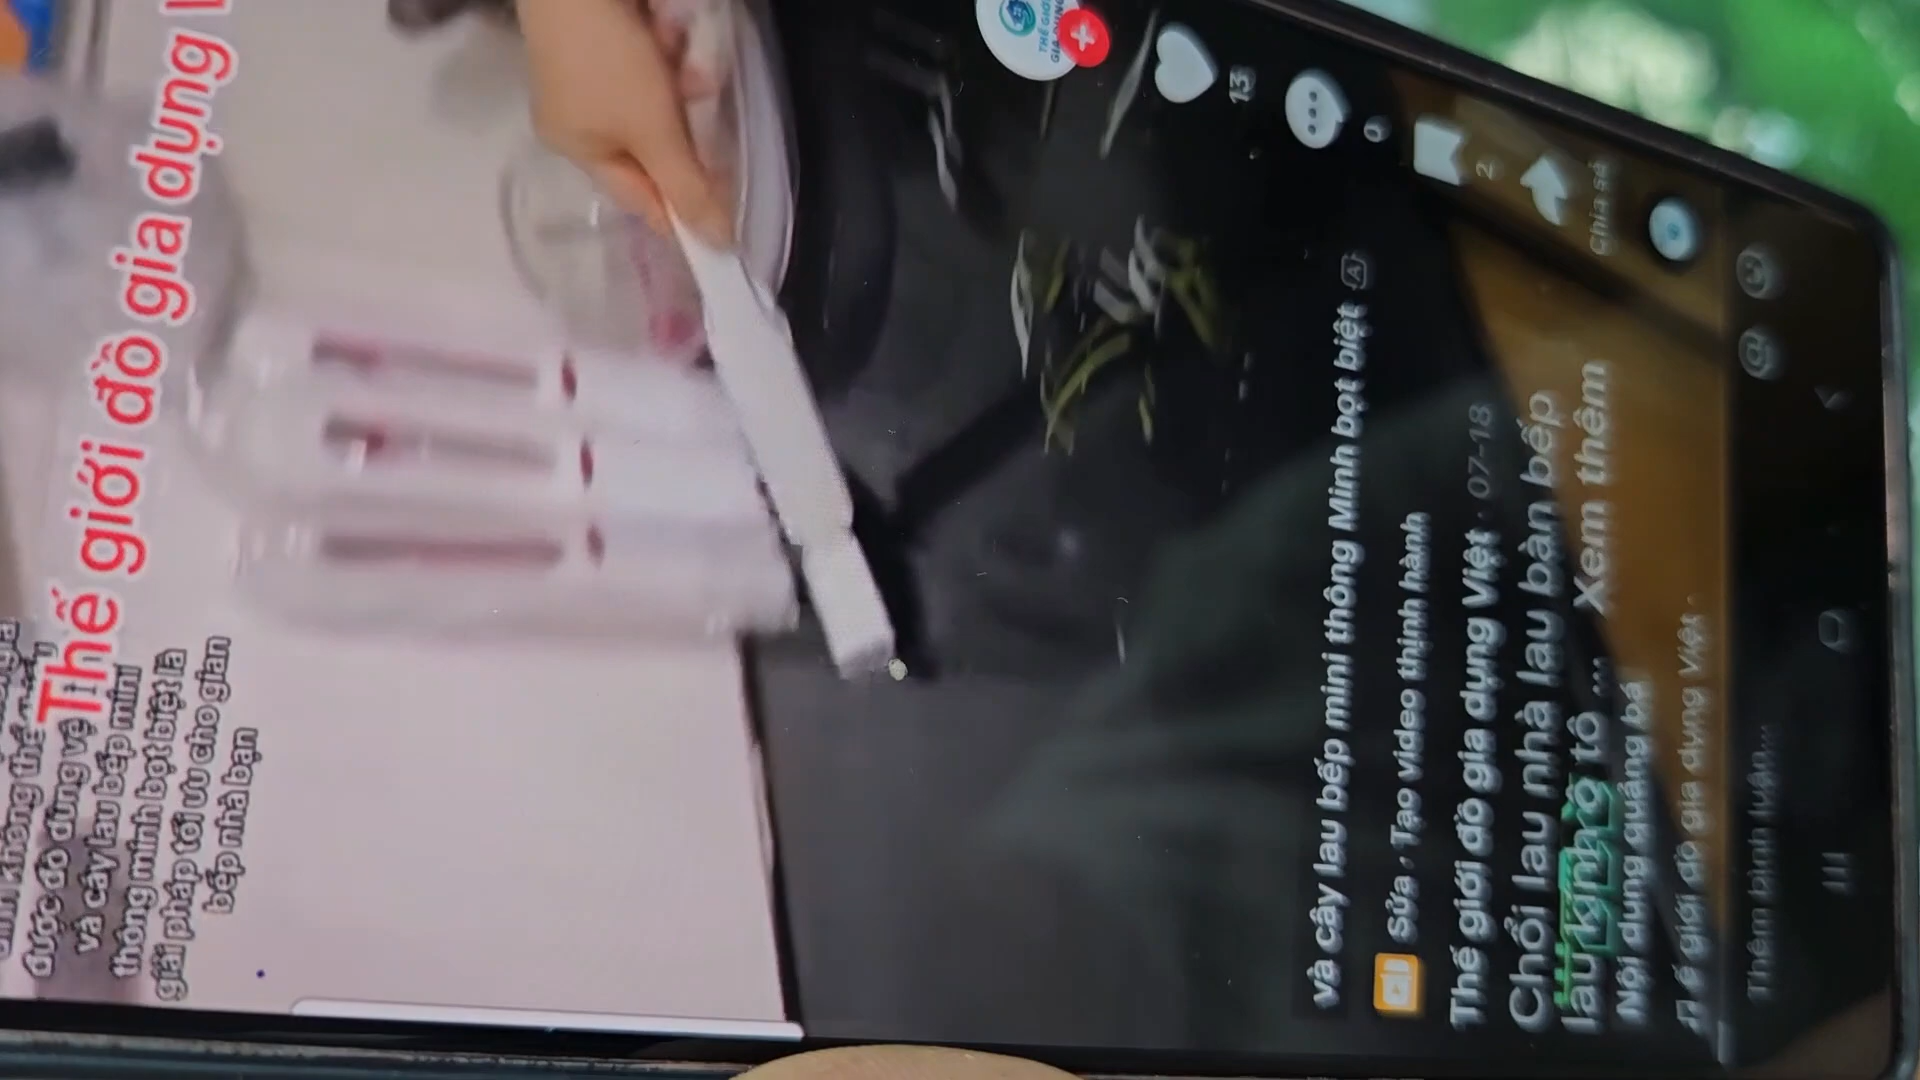 Thế giới đồ gia dụng
được đồ dùng vệ
và cây lau bếp mini
thông minh bọt biệt là
giải pháp tối ưu cho gian
bếp nhà bạn
THẾ GIỚI
GIA DỤNG
13
0
2
Chia sẻ
và cây lau bếp mini thông Minh bọt biệt
Sửa · Tạo video thịnh hành
Thế giới đồ gia dụng Việt · 07-18
Chổi lau nhà lau bàn bếp
lau kính ô tô ... Xem thêm
Nội dung quảng bá
ế giới đồ gia dụng Việt ·
Thêm bình luận...